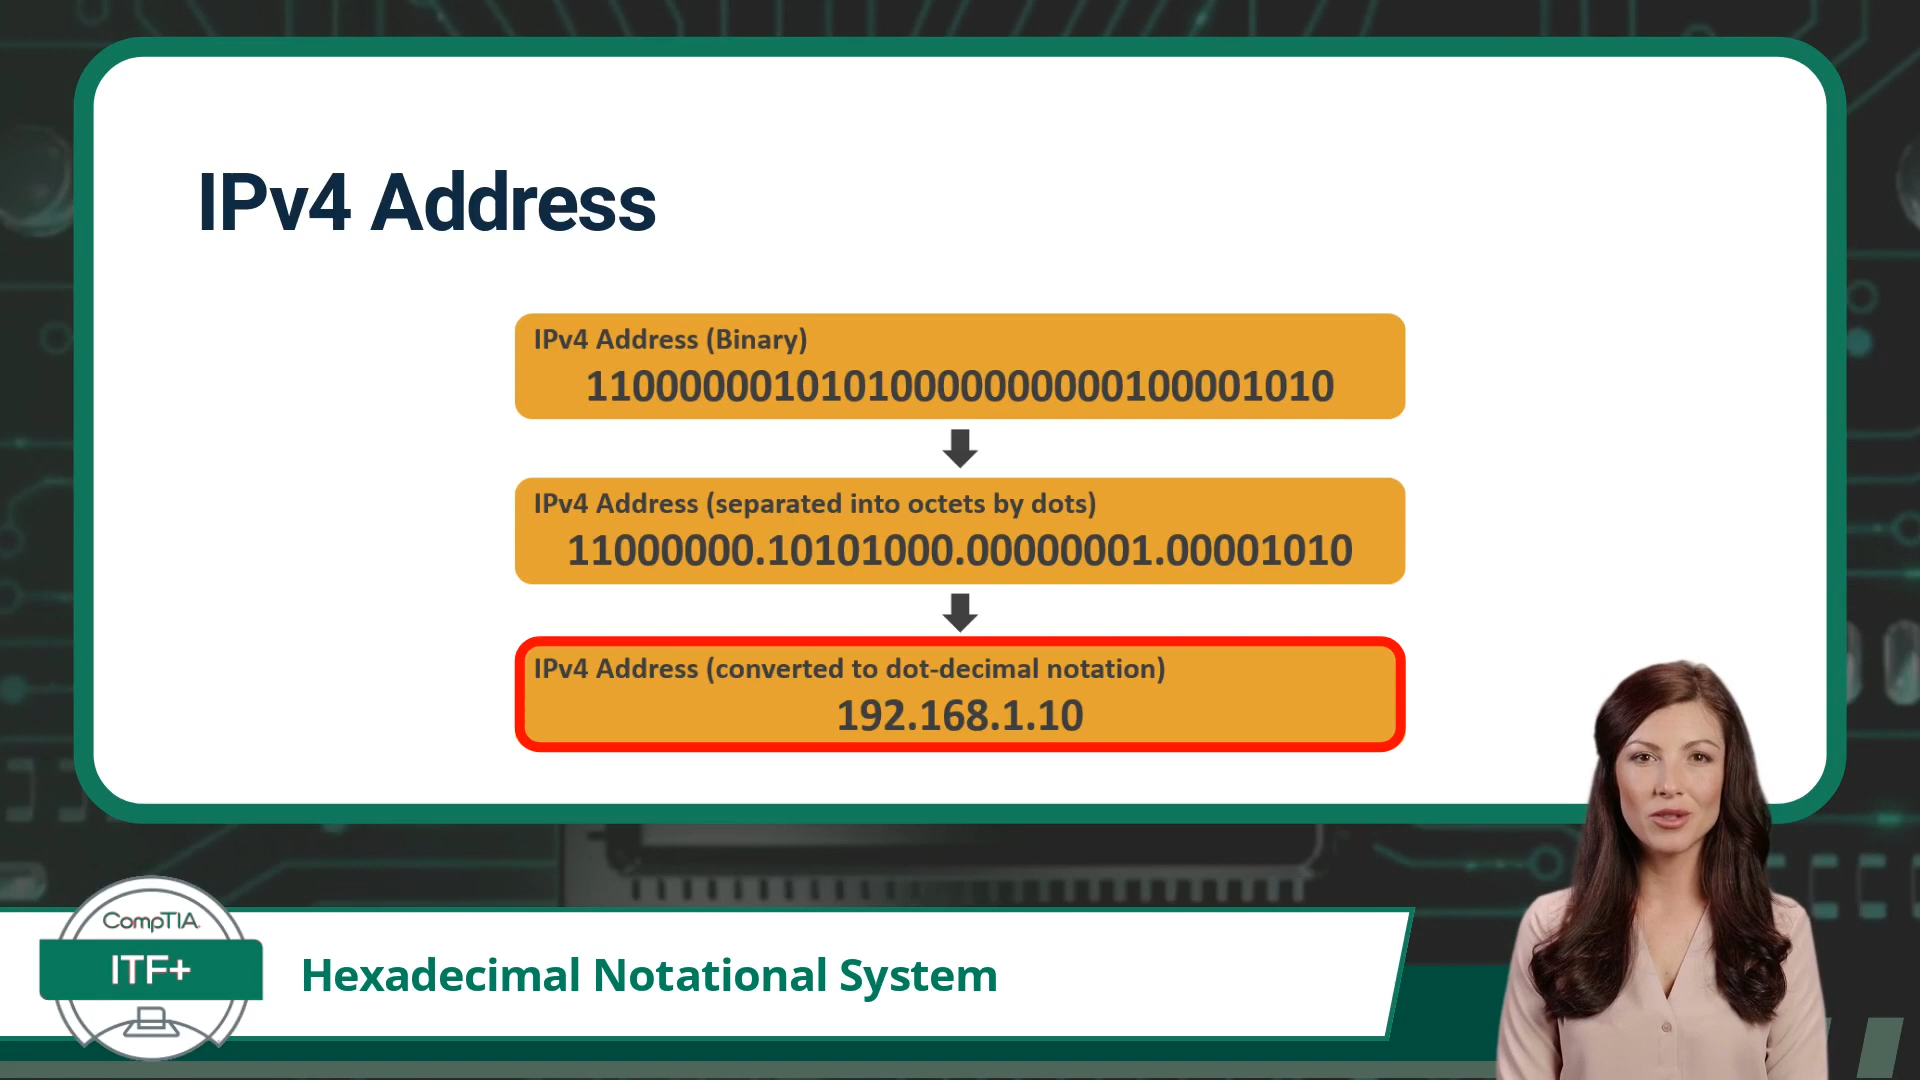 IPv4 Address
IPv4 Address (Binary)
11000000101010000000000100001010
IPv4 Address (separated into octets by dots)
11000000.10101000.00000001.00001010
IPv4 Address (converted to dot-decimal notation)
192.168.1.10
CompTIA
ITF+
Hexadecimal Notational System